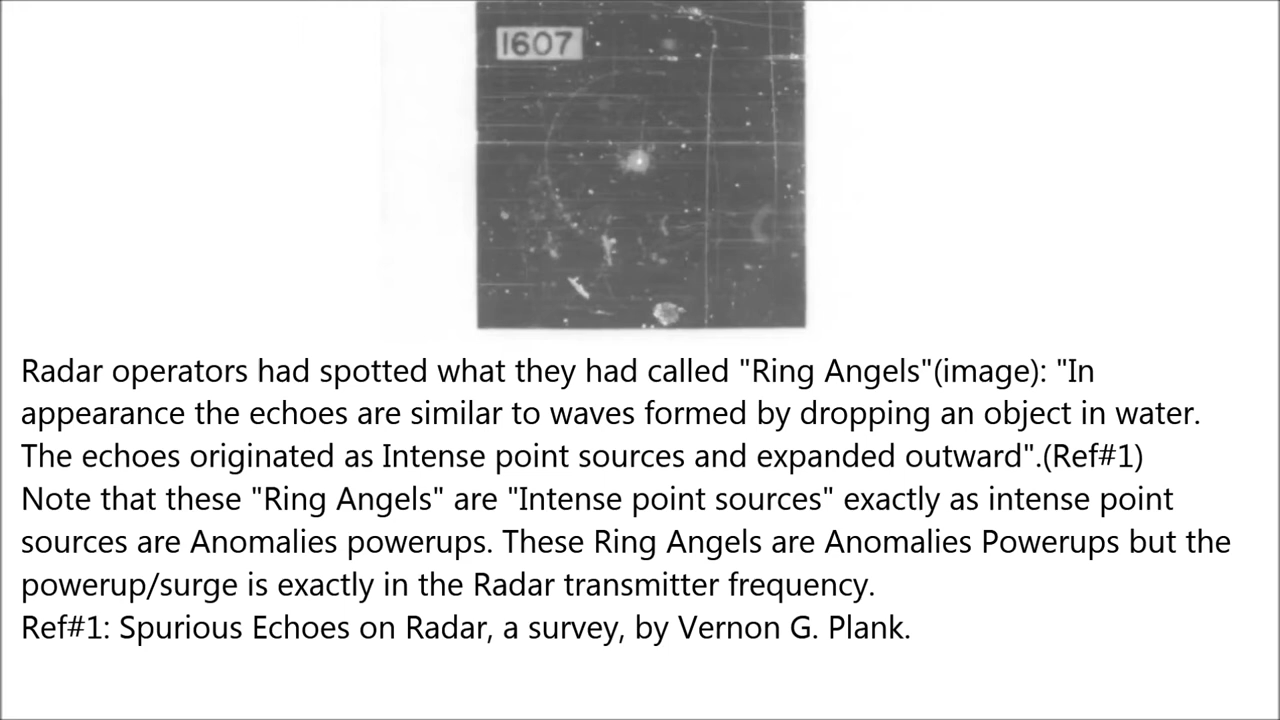 1607
Radar operators had spotted what they had called "Ring Angels"(image): "In
appearance the echoes are similar to waves formed by dropping an object in water.
The echoes originated as Intense point sources and expanded outward".(Ref#1)
Note that these "Ring Angels" are "Intense point sources" exactly as intense point
sources are Anomalies powerups. These Ring Angels are Anomalies Powerups but the
powerup/surge is exactly in the Radar transmitter frequency.
Ref#1: Spurious Echoes on Radar, a survey, by Vernon G. Plank.